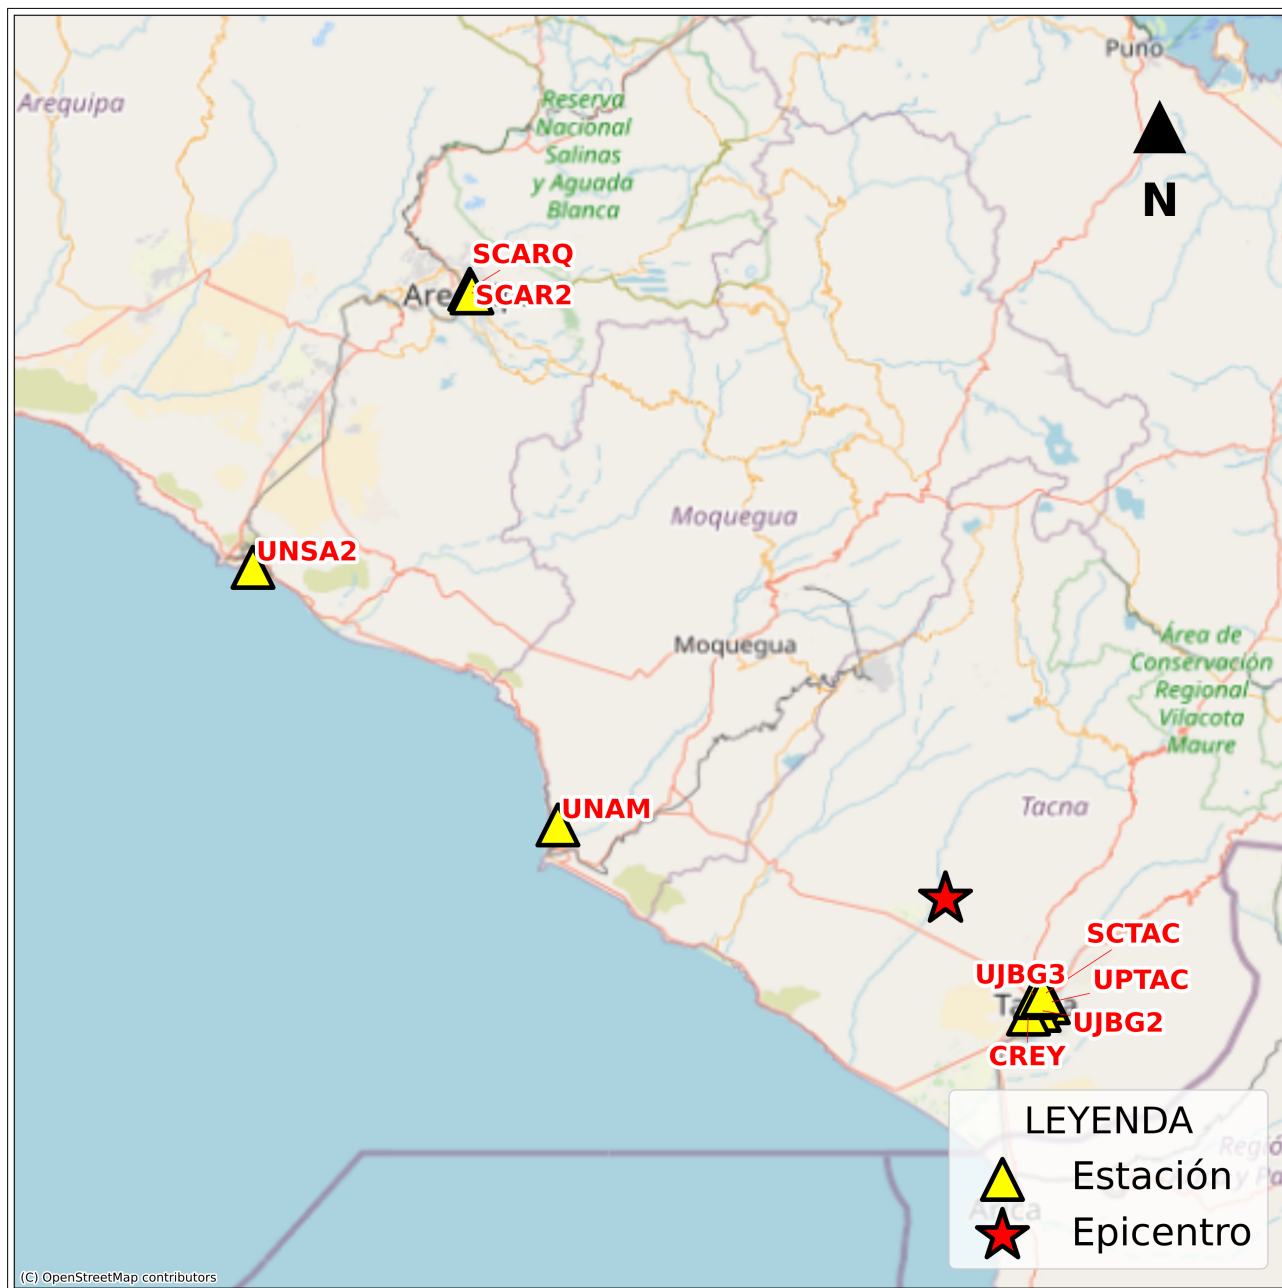 Puno
Arequipa
Reserva
Nacional
Salinas
y Aguada
Blanca
N
SCARQ
SCAR2
Moquegua
UNSA2
Área de
Conservación
Regional
Vilacota
Maure
Moquegua
UNAM
Tacna
SCTAC
UJBG3
UPTAC
UJBG2
CREY
LEYENDA
Estación
Epicentro
(C) OpenStreetMap contributors